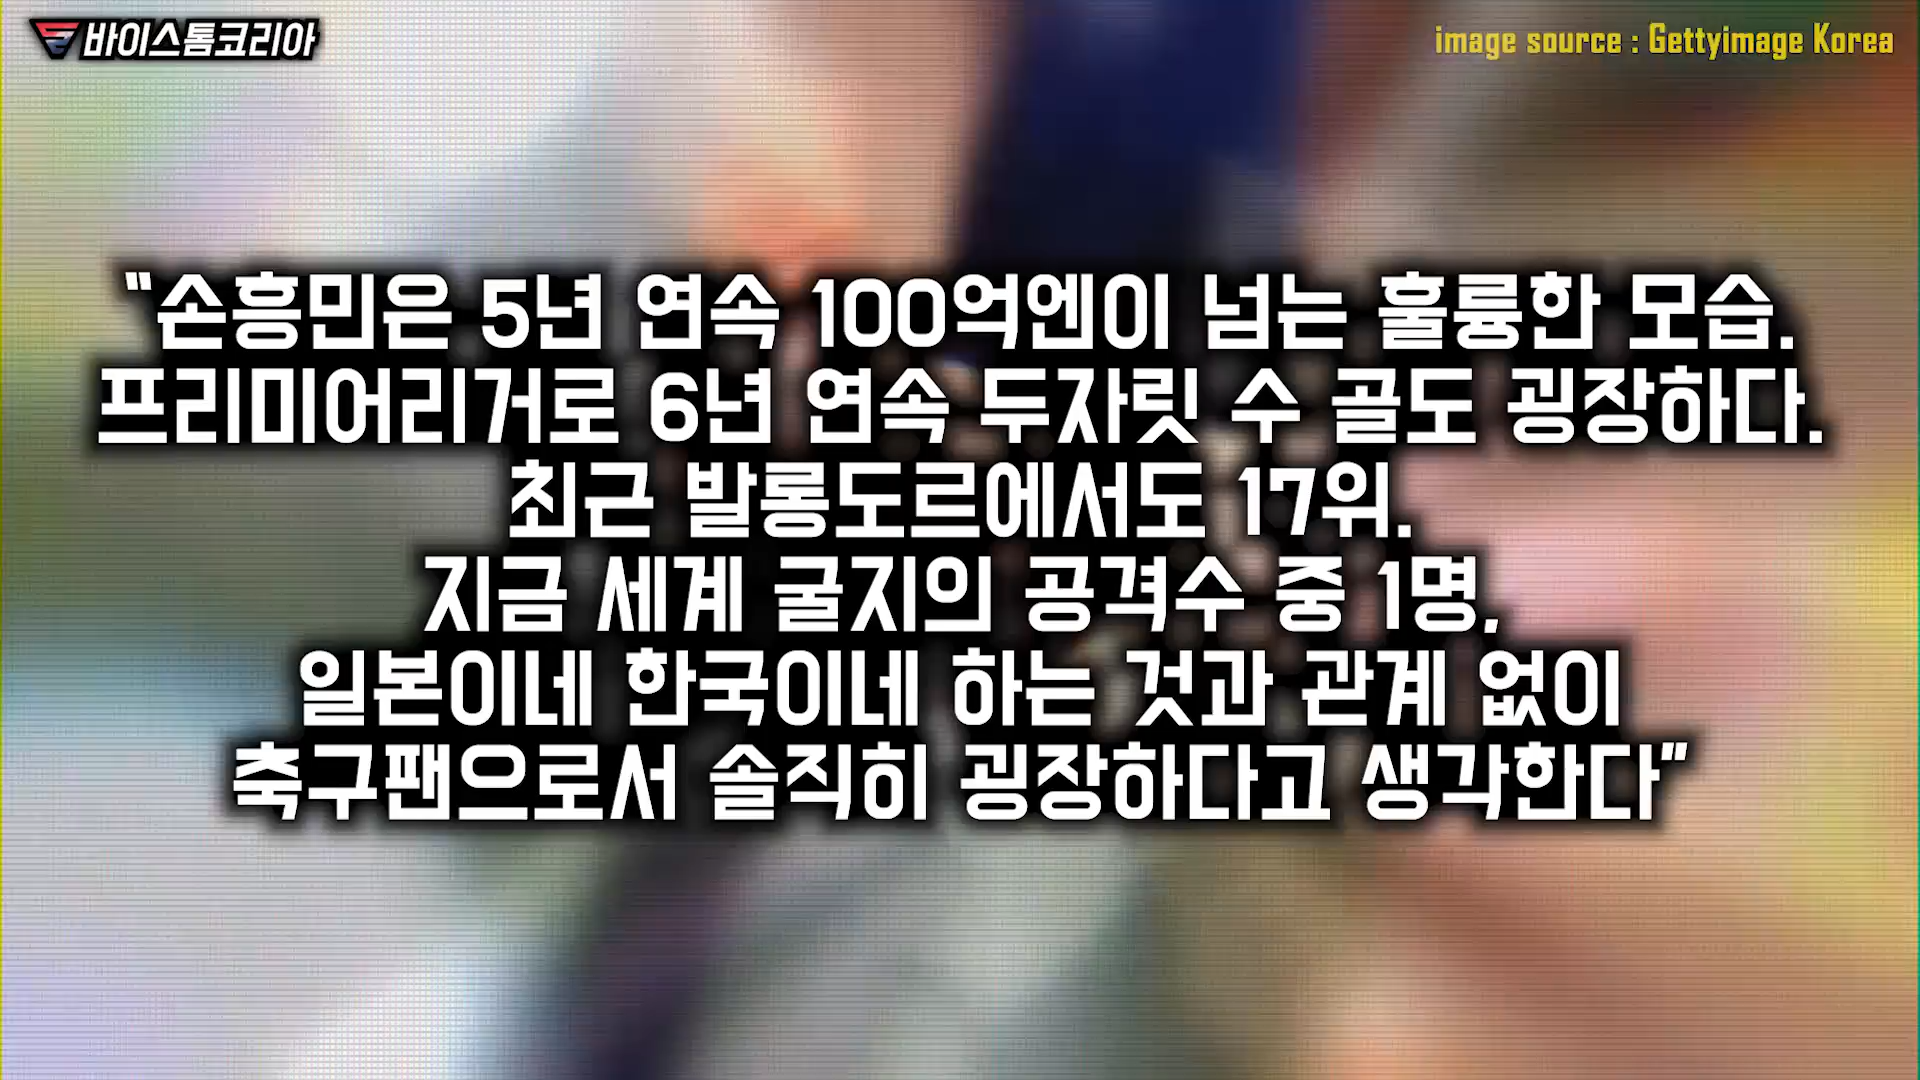 바이스톰코리아
image source : Gettyimage Korea
"손흥민은 5년 연속 100억엔이 넘는 훌륭한 모습.
프리미어리거로 6년 연속 두자릿 수 골도 굉장하다.
최근 발롱도르에서도 17위.
지금 세계 굴지의 공격수 중 1명,
일본이네 한국이네 하는 것과 관계 없이
축구팬으로서 솔직히 굉장하다고 생각한다"